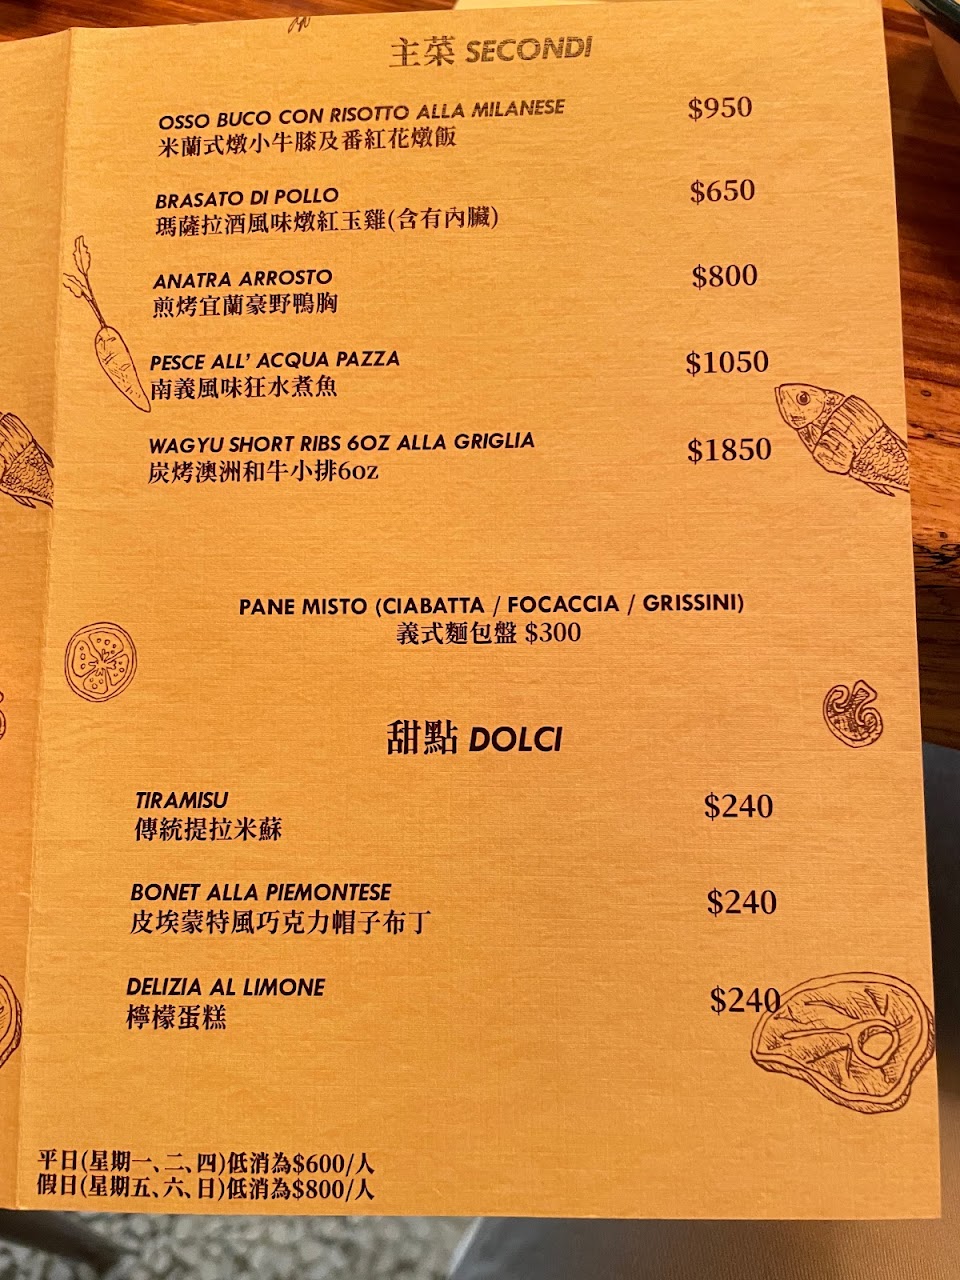 主菜 SECONDI
OSSO BUCO CON RISOTTO ALLA MILANESE $950
米蘭式燉小牛膝及番紅花燉飯
BRASATO DI POLLO $650
瑪薩拉酒風味燉紅玉雞(含有內臟)
ANATRA ARROSTO $800
煎烤宜蘭豪野鴨胸
PESCE ALL' ACQUA PAZZA $1050
南義風味狂水煮魚
WAGYU SHORT RIBS 6OZ ALLA GRIGLIA $1850
炭烤澳洲和牛小排6oz
PANE MISTO (CIABATTA / FOCACCIA / GRISSINI)
義式麵包盤 $300
甜點 DOLCI
TIRAMISU $240
傳統提拉米蘇
BONET ALLA PIEMONTESE $240
皮埃蒙特風巧克力帽子布丁
DELIZIA AL LIMONE $240
檸檬蛋糕
平日(星期一、二、四)低消為$600/人
假日(星期五、六、日)低消為$800/人